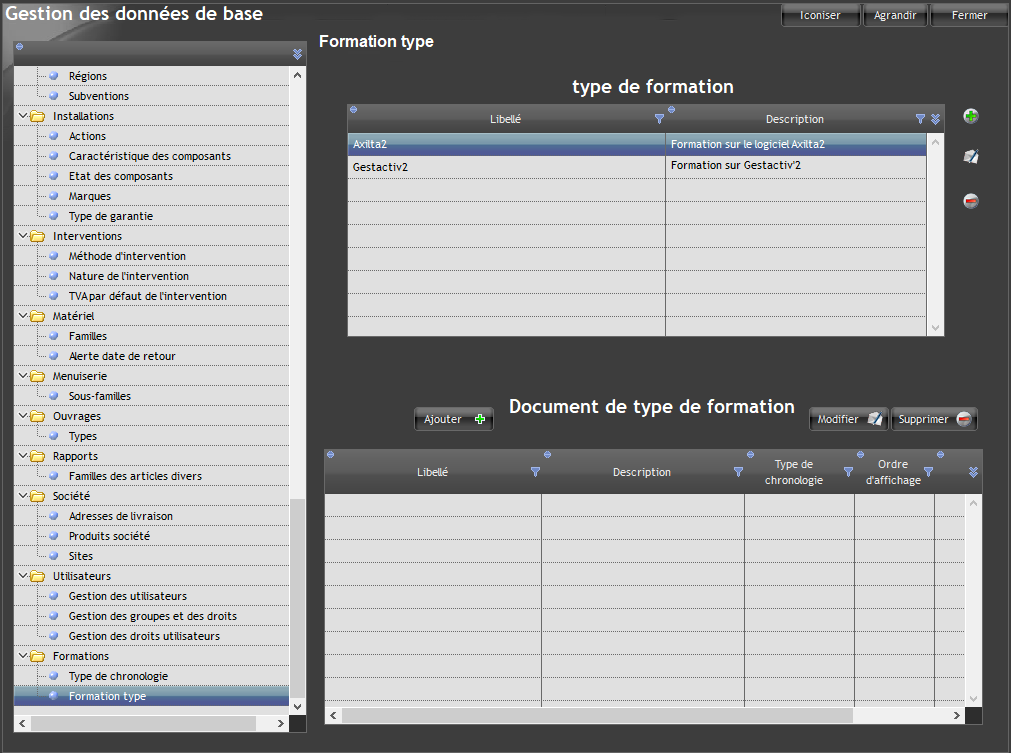 Gestion des données de base
Iconiser
Agrandir
Fermer
Régions
Subventions
Installations
Actions
Caractéristique des composants
Etat des composants
Marques
Type de garantie
Interventions
Méthode d'intervention
Nature de l'intervention
TVA par défaut de l'intervention
Matériel
Familles
Alerte date de retour
Menuiserie
Sous-familles
Ouvrages
Types
Rapports
Familles des articles divers
Société
Adresses de livraison
Produits société
Sites
Utilisateurs
Gestion des utilisateurs
Gestion des groupes et des droits
Gestion des droits utilisateurs
Formations
Type de chronologie
Formation type
Formation type
type de formation
Libellé
Description
Axilta2
Formation sur le logiciel Axilta2
Gestactiv2
Formation sur Gestactiv'2
Ajouter
Document de type de formation
Modifier
Supprimer
Libellé
Description
Type de
chronologie
Ordre
d'affichage